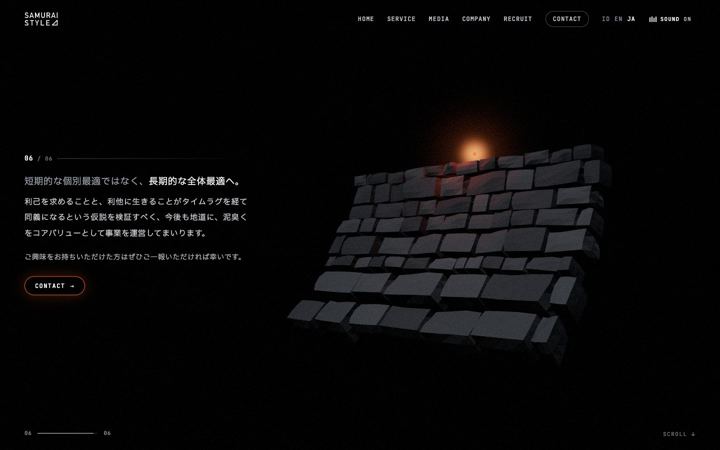 SAMURAI
STYLE
HOME SERVICE MEDIA COMPANY RECRUIT CONTACT ID EN JA SOUND ON
06 / 06
短期的な個別最適ではなく、長期的な全体最適へ。
利己を求めることと、利他に生きることがタイムラグを経て
同義になるという仮説を検証すべく、今後も地道に、泥臭く
をコアバリューとして事業を運営してまいります。
ご興味をお持ちいただけた方はぜひご一報いただければ幸いです。
CONTACT →
06 06
SCROLL ↓